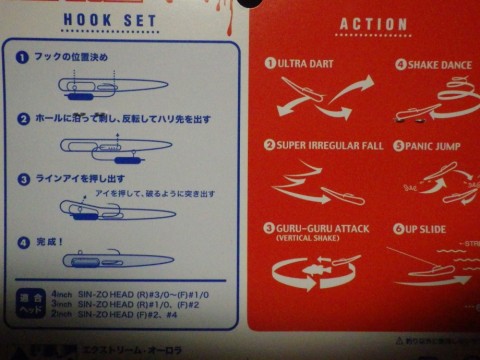 HOOK SET
1 フックの位置決め
2 ホールに沿って刺し、反転してハリ先を出す
3 ラインアイを押し出す
アイを押して、破るように突き出す
4 完成！
適合ヘッド
4inch SIN-ZO HEAD (R)#3/0〜(F)#1/0
3inch SIN-ZO HEAD (R)#1/0、(F)#2
2inch SIN-ZO HEAD (F)#2、#4
エクストリーム・オーロラ
ACTION
1 ULTRA DART
4 SHAKE DANCE
2 SUPER IRREGULAR FALL
5 PANIC JUMP
3 GURU-GURU ATTACK
(VERTICAL SHAKE)
6 UP SLIDE